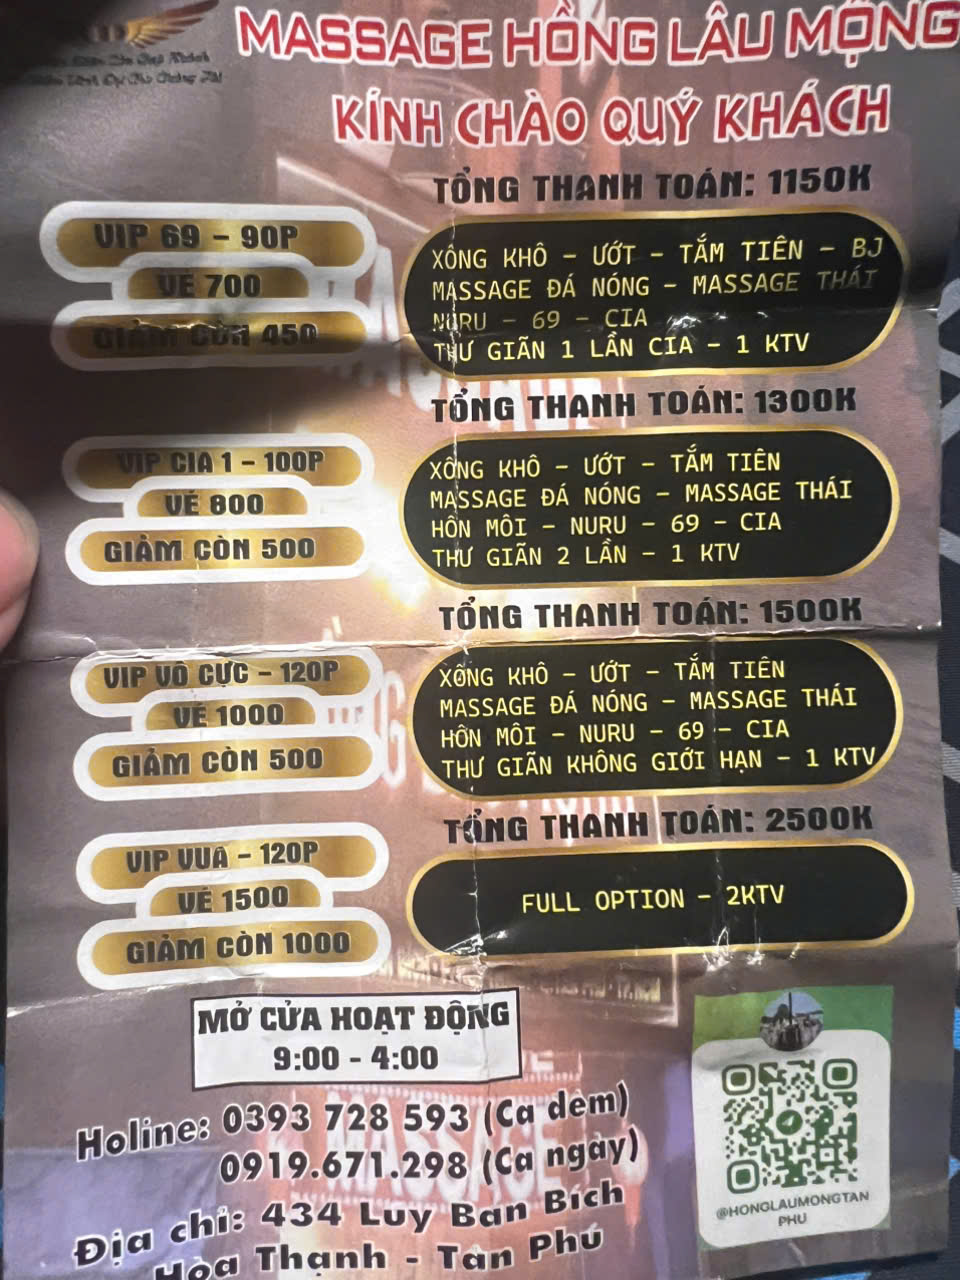 MASSAGE HỒNG LÂU MỘNG
KÍNH CHÀO QUÝ KHÁCH
TỔNG THANH TOÁN: 1150K
VIP 69 - 90P
VÉ 700
GIẢM CÒN 450
XÔNG KHÔ - ƯỚT - TẮM TIÊN - BJ
MASSAGE ĐÁ NÓNG - MASSAGE THÁI
NURU - 69 - CIA
THƯ GIÃN 1 LẦN CIA - 1 KTV
TỔNG THANH TOÁN: 1300K
VIP CIA 1 - 100P
VÉ 800
GIẢM CÒN 500
XÔNG KHÔ - ƯỚT - TẮM TIÊN
MASSAGE ĐÁ NÓNG - MASSAGE THÁI
HÔN MÔI - NURU - 69 - CIA
THƯ GIÃN 2 LẦN - 1 KTV
TỔNG THANH TOÁN: 1500K
VIP VÔ CỰC - 120P
VÉ 1000
GIẢM CÒN 500
XÔNG KHÔ - ƯỚT - TẮM TIÊN
MASSAGE ĐÁ NÓNG - MASSAGE THÁI
HÔN MÔI - NURU - 69 - CIA
THƯ GIÃN KHÔNG GIỚI HẠN - 1 KTV
TỔNG THANH TOÁN: 2500K
VIP VUA - 120P
VÉ 1500
GIẢM CÒN 1000
FULL OPTION - 2KTV
MỞ CỬA HOẠT ĐỘNG
9:00 - 4:00
Holine: 0393 728 593 (Ca đêm)
0919.671.298 (Ca ngày)
Địa chỉ: 434 Luy Ban Bích
Hòa Thạnh - Tân Phú
@HONGLAUMONGTAN
PHU